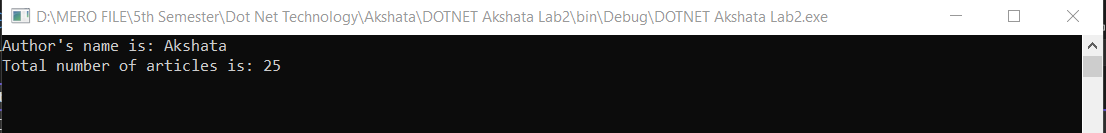 D:\MERO FILE\5th Semester\Dot Net Technology\Akshata\DOTNET Akshata Lab2\bin\Debug\DOTNET Akshata Lab2.exe
Author's name is: Akshata
Total number of articles is: 25